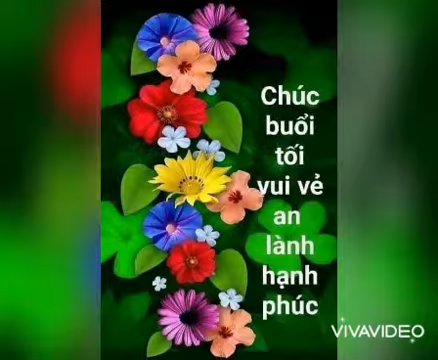 Chúc
buổi
tối
vui vẻ
an
lành
hạnh
phúc
VIVAVIDEO